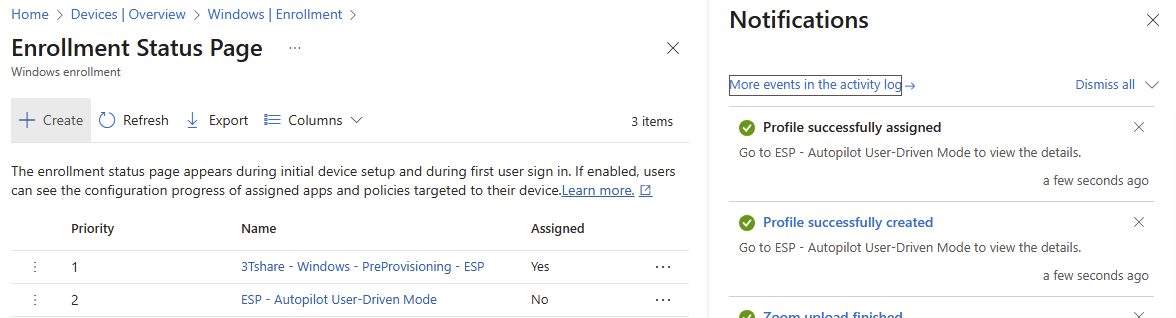 Home > Devices | Overview > Windows | Enrollment >
Enrollment Status Page ...
Windows enrollment
Create Refresh Export Columns 3 items
The enrollment status page appears during initial device setup and during first user sign in. If enabled, users
can see the configuration progress of assigned apps and policies targeted to their device.Learn more.
Priority Name Assigned
1 3Tshare - Windows - PreProvisioning - ESP Yes ...
2 ESP - Autopilot User-Driven Mode No ...
Notifications
More events in the activity log → Dismiss all
Profile successfully assigned
Go to ESP - Autopilot User-Driven Mode to view the details.
a few seconds ago
Profile successfully created
Go to ESP - Autopilot User-Driven Mode to view the details.
a few seconds ago
Zoom upload finished